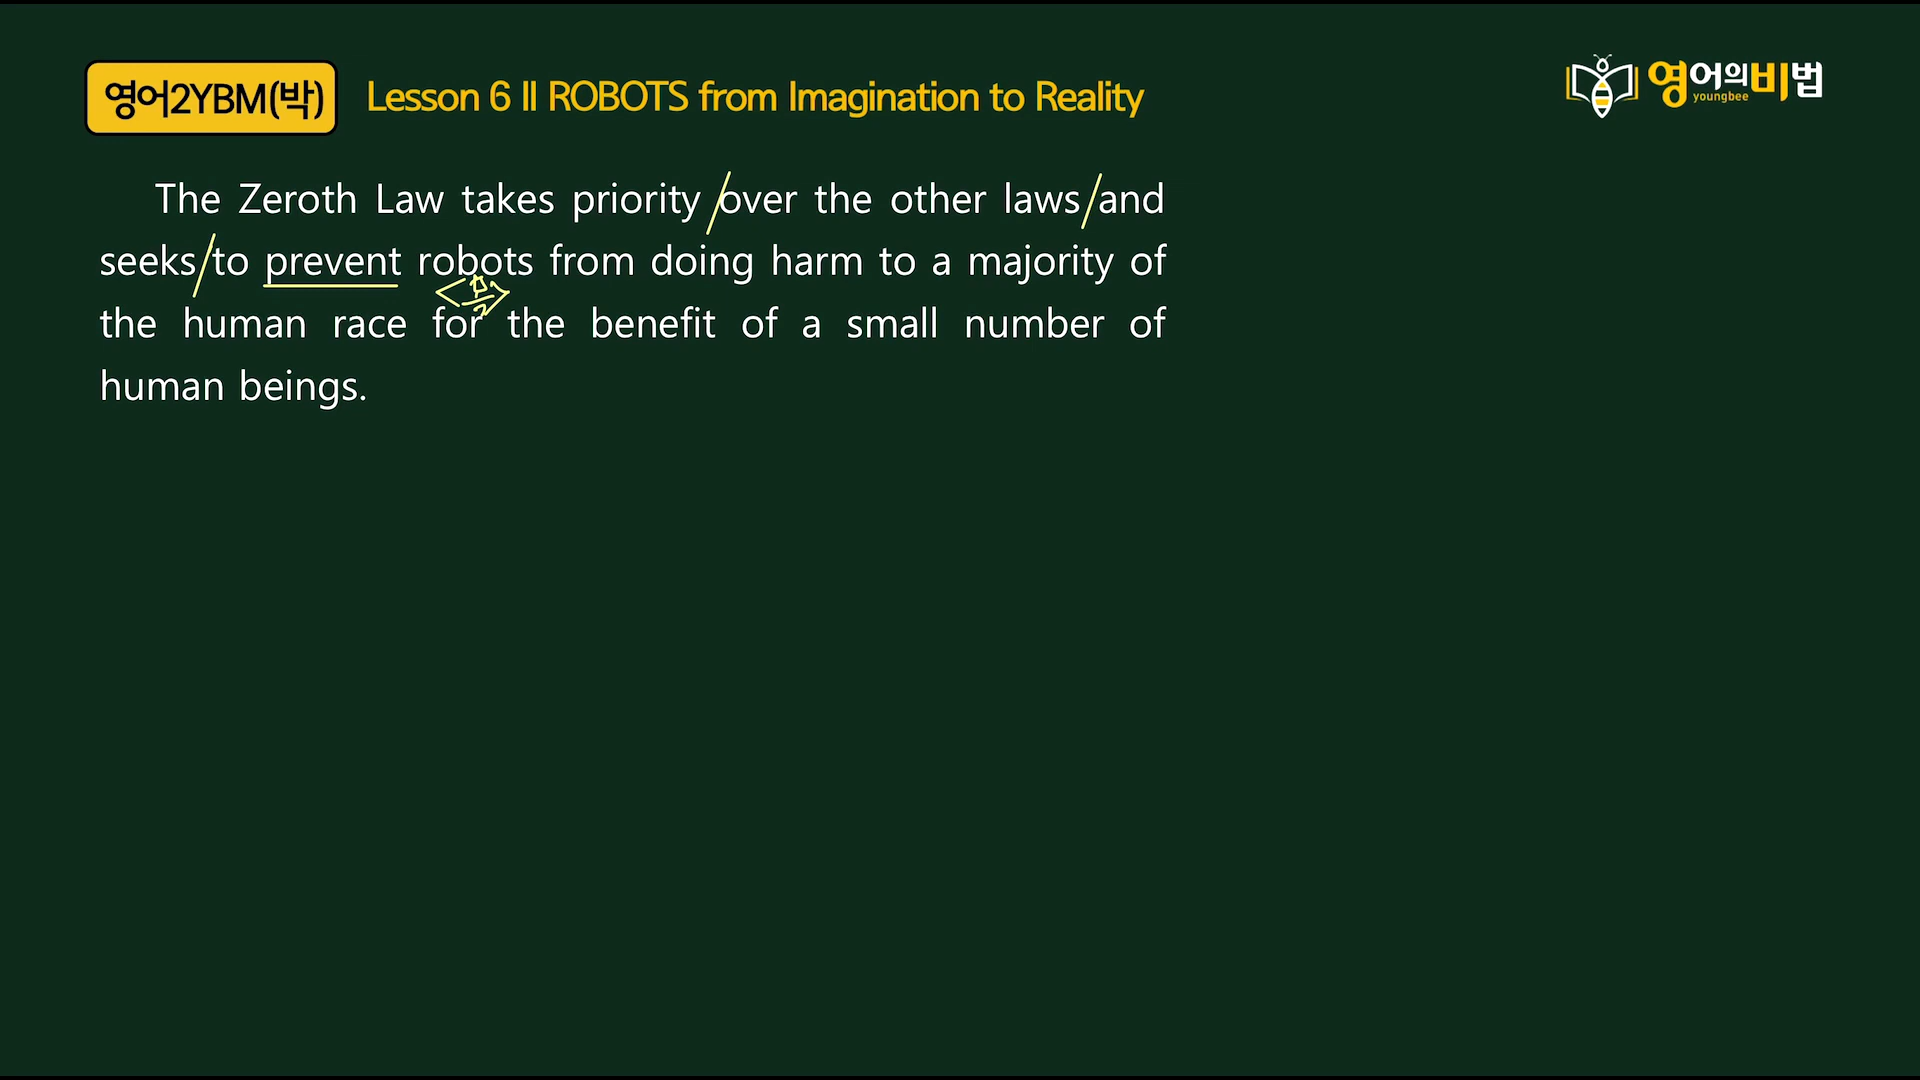 영어2YBM(박) Lesson 6 II ROBOTS from Imagination to Reality
영어의비법
youngbee
The Zeroth Law takes priority over the other laws and
seeks to prevent robots from doing harm to a majority of
the human race for the benefit of a small number of
human beings.